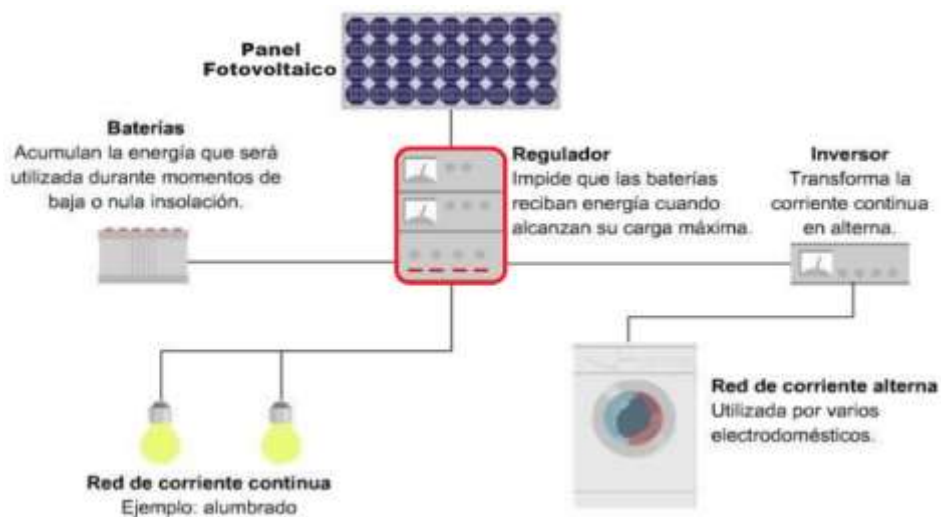 Panel
Fotovoltaico
Baterías
Acumulan la energía que será
utilizada durante momentos de
baja o nula insolación.
Regulador
Impide que las baterías
reciban energía cuando
alcanzan su carga máxima.
Inversor
Transforma la
corriente continua
en alterna.
Red de corriente alterna
Utilizada por varios
electrodomésticos.
Red de corriente continua
Ejemplo: alumbrado